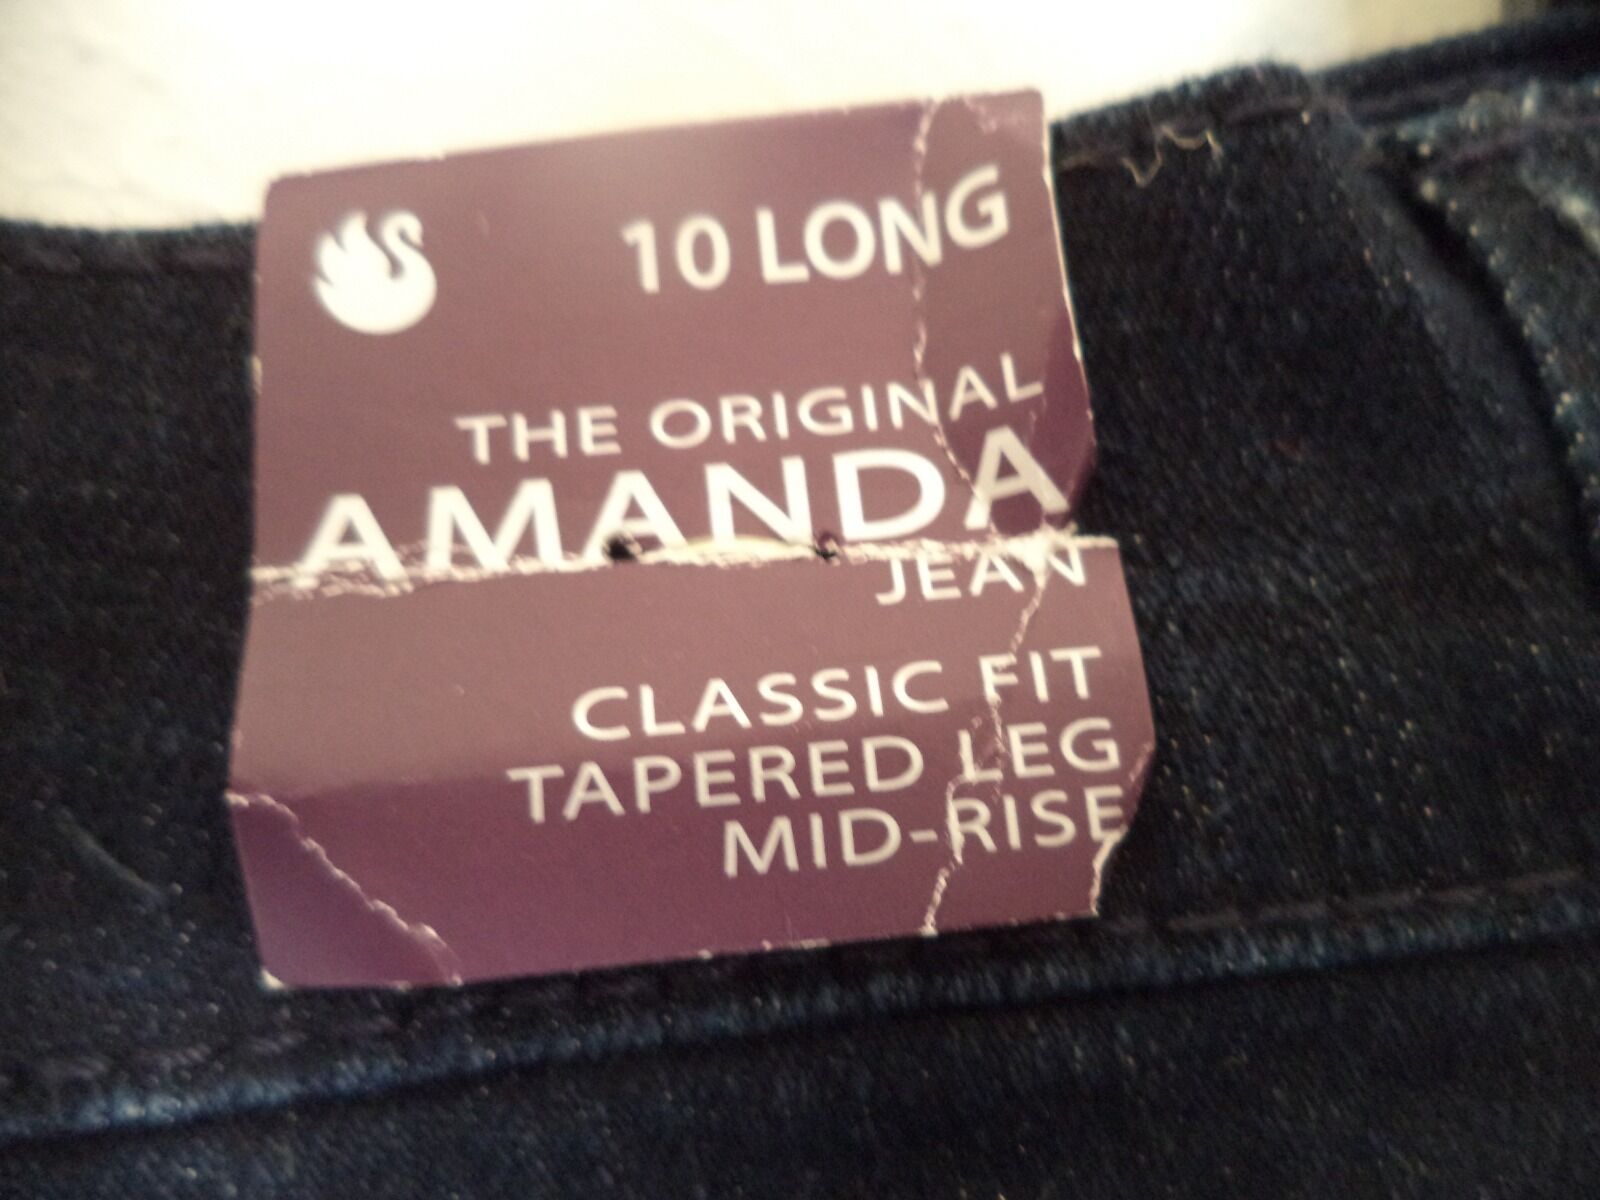 10 LONG
THE ORIGINAL
AMANDA
JEAN
CLASSIC FIT
TAPERED LEG
MID-RISE